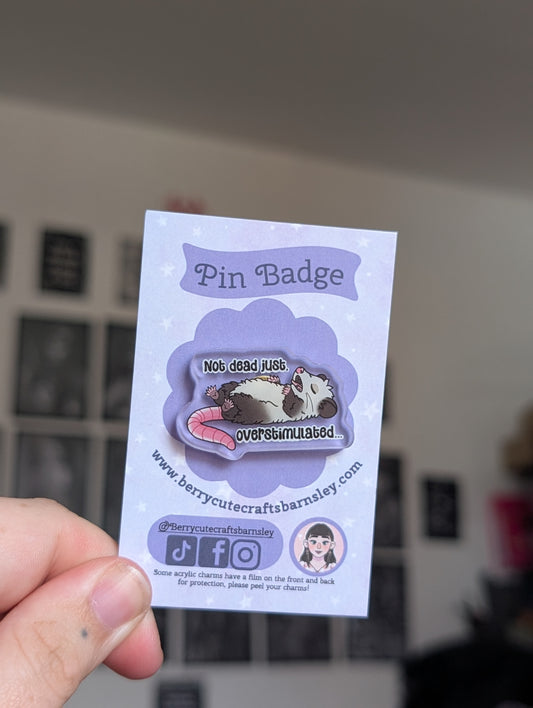 Pin Badge
Not dead just,
overstimulated...
www.berrycutecraftsbarnsley.com
@Berrycutecraftsbarnsley
Some acrylic charms have a film on the front and back
for protection, please peel your charms!